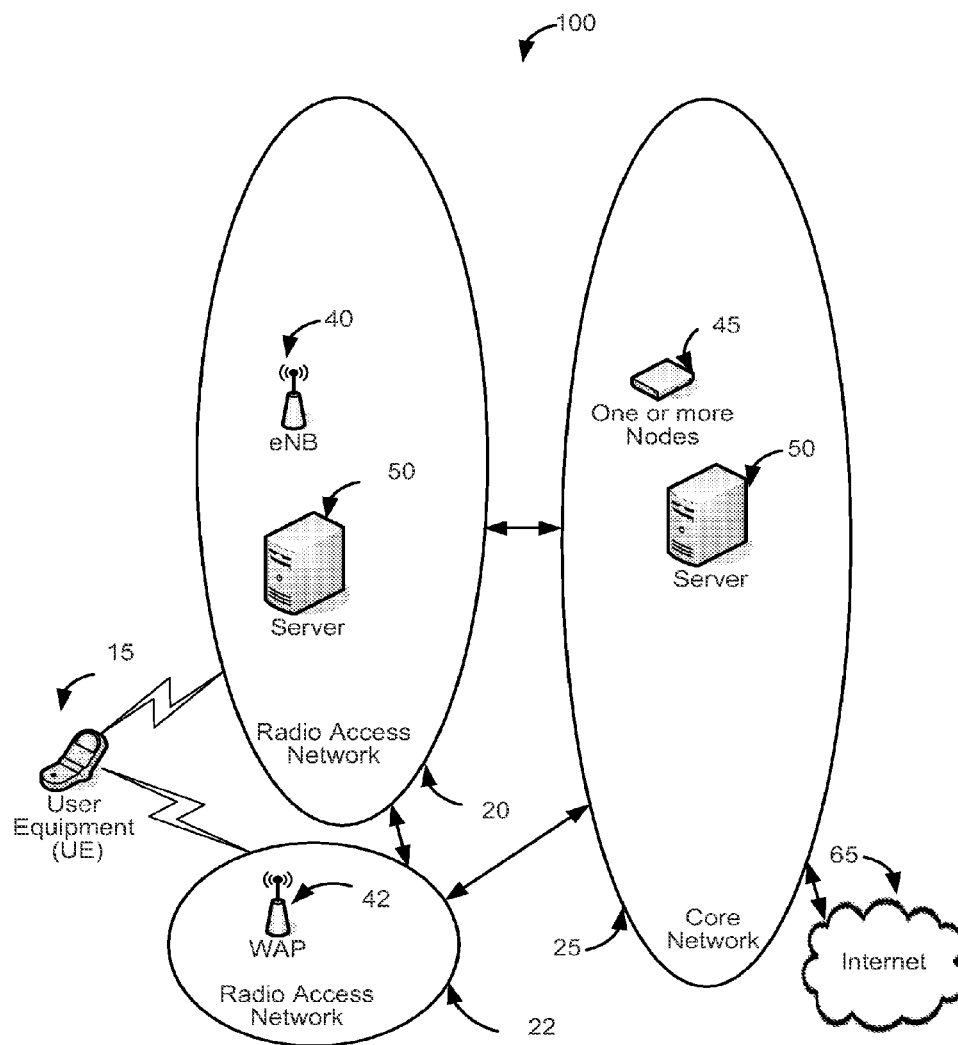 100
40
eNB
45
One or more
Nodes
50
Server
50
Server
15
User
Equipment
(UE)
Radio Access
Network
20
42
WAP
Radio Access
Network
22
25
Core
Network
65
Internet